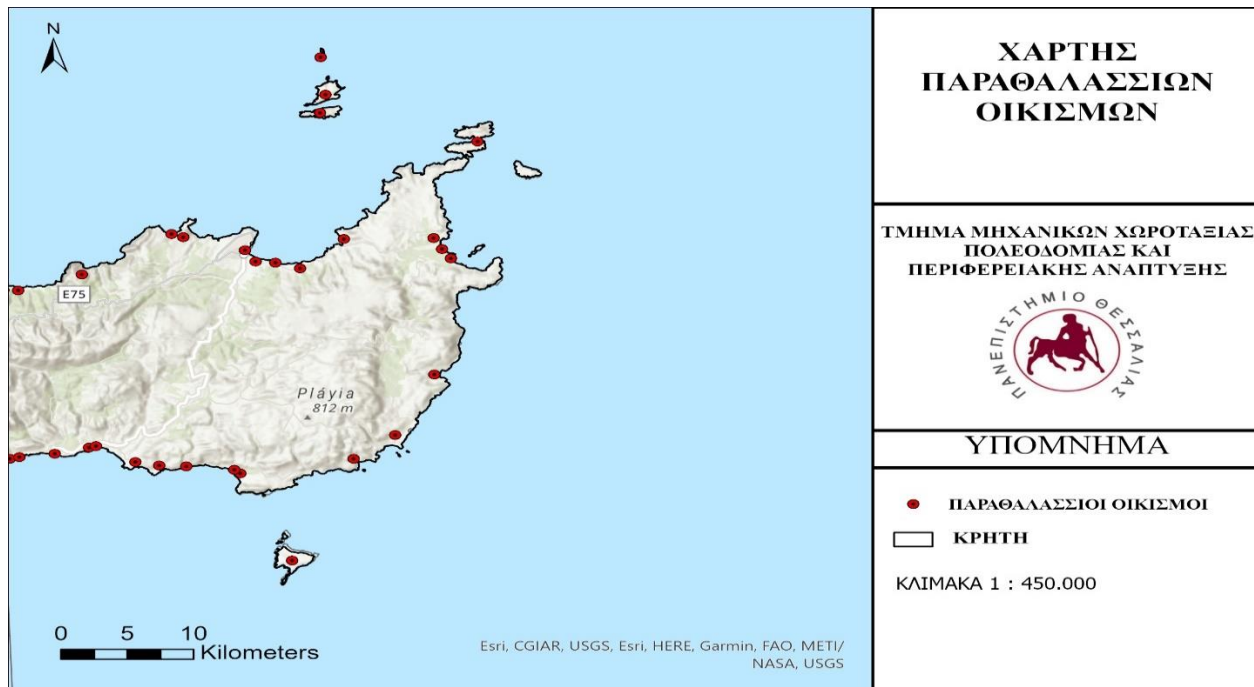 N
E75
Pláyia
812 m
0 5 10
Kilometers
Esri, CGIAR, USGS, Esri, HERE, Garmin, FAO, METI/
NASA, USGS
ΧΑΡΤΗΣ
ΠΑΡΑΘΑΛΑΣΣΙΩΝ
ΟΙΚΙΣΜΩΝ
ΤΜΗΜΑ ΜΗΧΑΝΙΚΩΝ ΧΩΡΟΤΑΞΙΑΣ
ΠΟΛΕΟΔΟΜΙΑΣ ΚΑΙ
ΠΕΡΙΦΕΡΕΙΑΚΗΣ ΑΝΑΠΤΥΞΗΣ
ΠΑΝΕΠΙΣΤΗΜΙΟ ΘΕΣΣΑΛΙΑΣ
ΥΠΟΜΝΗΜΑ
ΠΑΡΑΘΑΛΑΣΣΙΟΙ ΟΙΚΙΣΜΟΙ
ΚΡΗΤΗ
ΚΛΙΜΑΚΑ 1 : 450.000